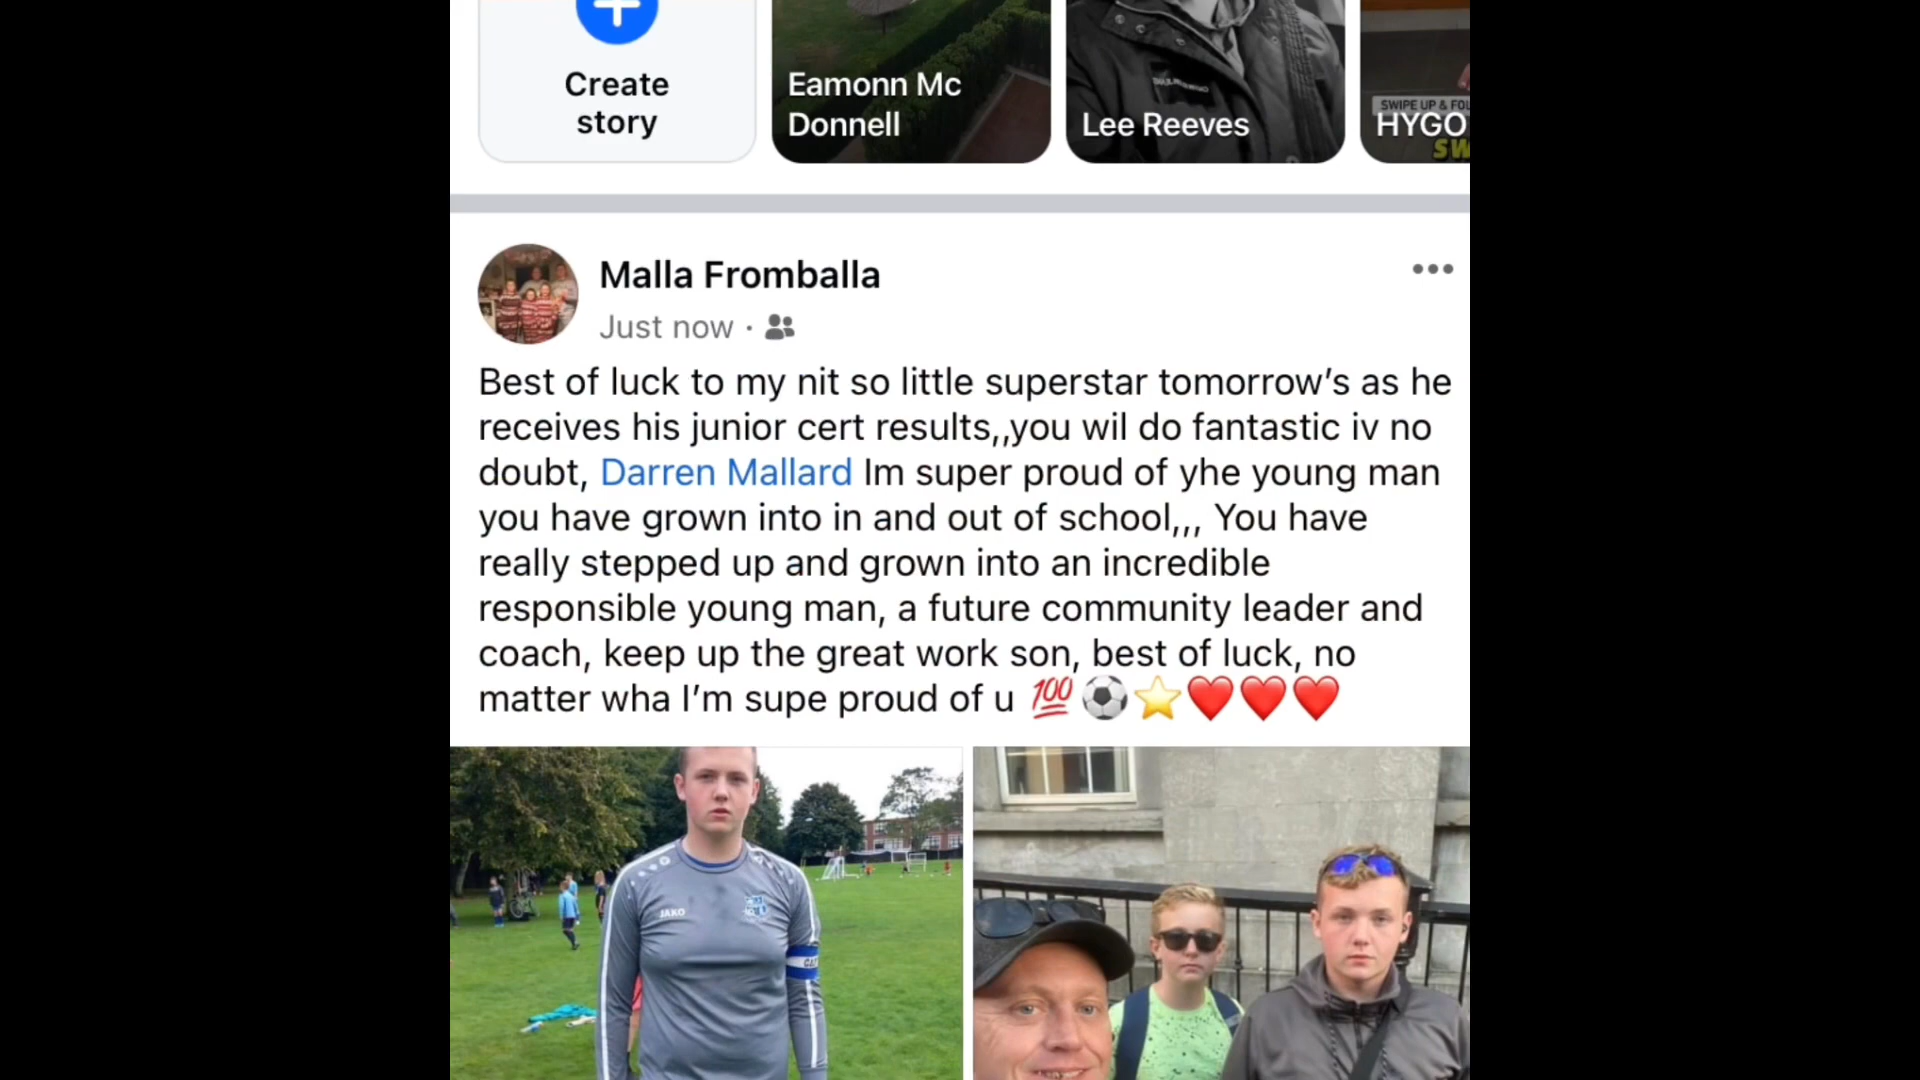 Create
story
Eamonn Mc
Donnell
Lee Reeves
SWIPE UP & FOL
HYGO
SW
Malla Fromballa
Just now ·
Best of luck to my nit so little superstar tomorrow’s as he
receives his junior cert results,,you wil do fantastic iv no
doubt, Darren Mallard Im super proud of yhe young man
you have grown into in and out of school,,, You have
really stepped up and grown into an incredible
responsible young man, a future community leader and
coach, keep up the great work son, best of luck, no
matter wha I’m supe proud of u 💯⚽⭐❤️❤️❤️
JAKO